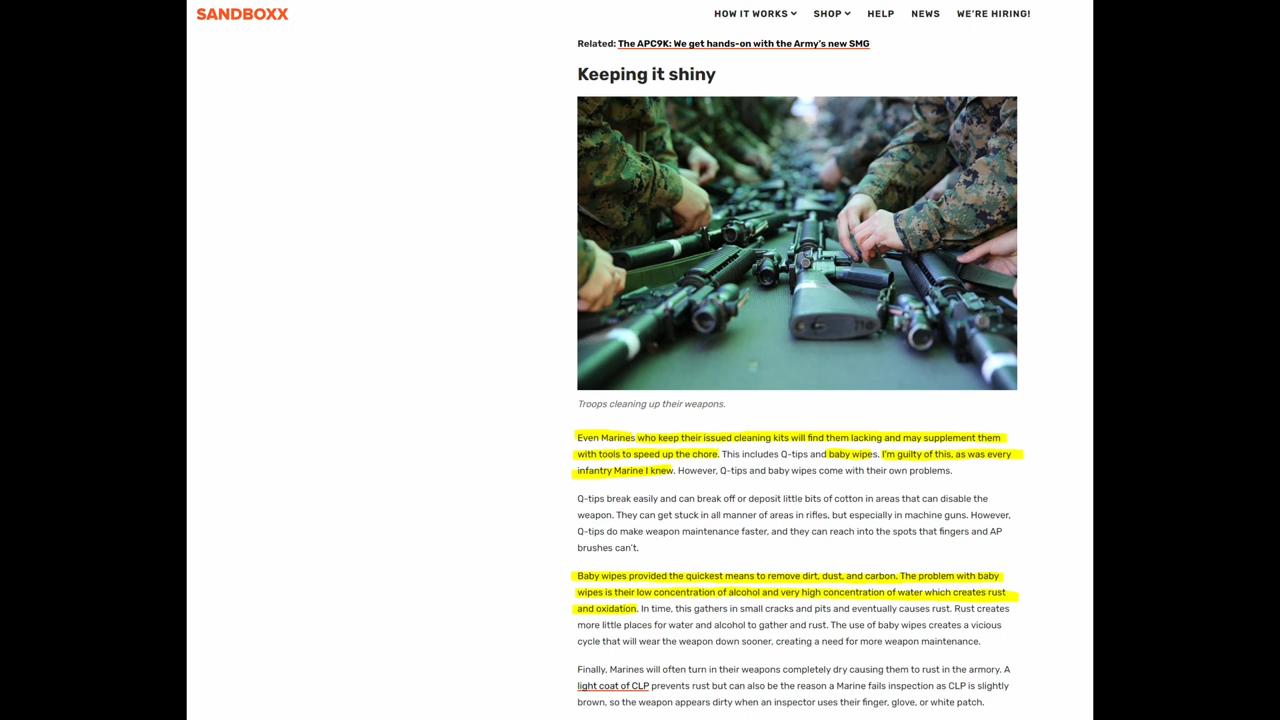 SANDBOXX
HOW IT WORKS SHOP HELP NEWS WE'RE HIRING!
Related: The APC9K: We get hands-on with the Army's new SMG
Keeping it shiny
Troops cleaning up their weapons.
Even Marines who keep their issued cleaning kits will find them lacking and may supplement them
with tools to speed up the chore. This includes Q-tips and baby wipes. I'm guilty of this, as was every
infantry Marine I knew. However, Q-tips and baby wipes come with their own problems.
Q-tips break easily and can break off or deposit little bits of cotton in areas that can disable the
weapon. They can get stuck in all manner of areas in rifles, but especially in machine guns. However,
Q-tips do make weapon maintenance faster, and they can reach into the spots that fingers and AP
brushes can't.
Baby wipes provided the quickest means to remove dirt, dust, and carbon. The problem with baby
wipes is their low concentration of alcohol and very high concentration of water which creates rust
and oxidation. In time, this gathers in small cracks and pits and eventually causes rust. Rust creates
more little places for water and alcohol to gather and rust. The use of baby wipes creates a vicious
cycle that will wear the weapon down sooner, creating a need for more weapon maintenance.
Finally, Marines will often turn in their weapons completely dry causing them to rust in the armory. A
light coat of CLP prevents rust but can also be the reason a Marine fails inspection as CLP is slightly
brown, so the weapon appears dirty when an inspector uses their finger, glove, or white patch.